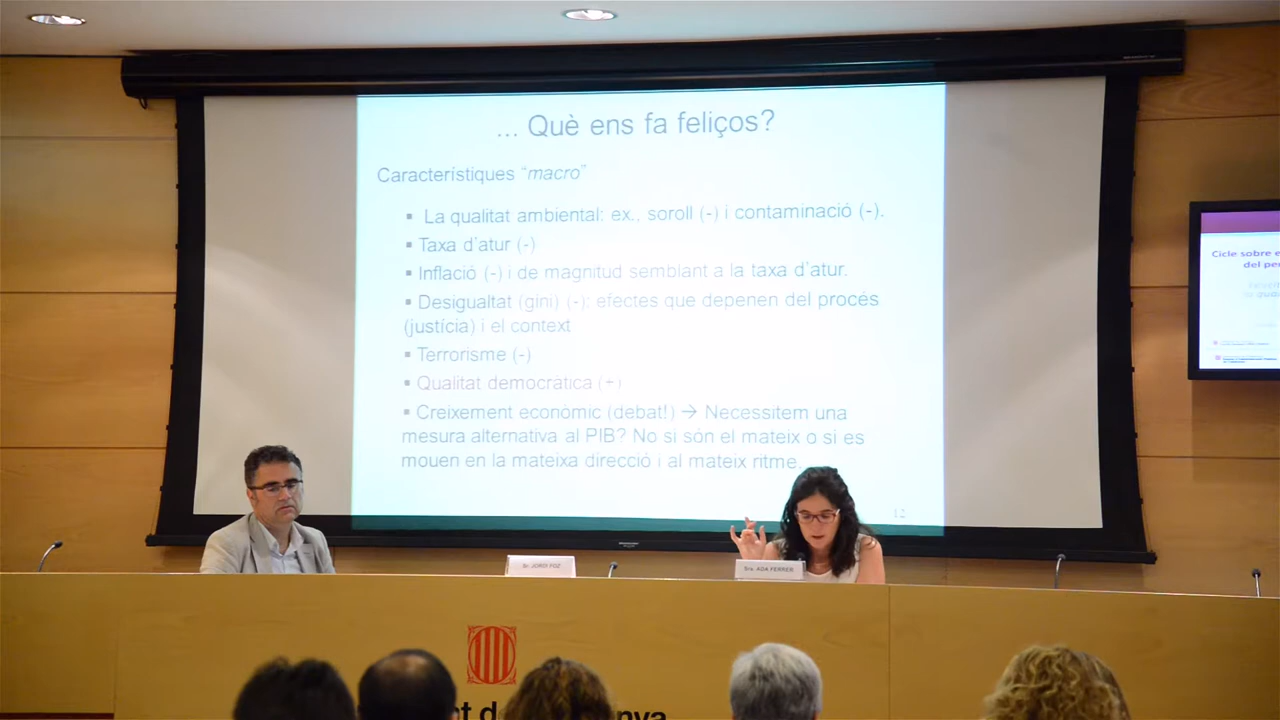 ... Què ens fa feliços?
Característiques “macro”
▪ La qualitat ambiental: ex., soroll (-) i contaminació (-).
▪ Taxa d’atur (-)
▪ Inflació (-) i de magnitud semblant a la taxa d’atur.
▪ Desigualtat (gini) (-): efectes que depenen del procés
(justícia) i el context
▪ Terrorisme (-)
▪ Qualitat democràtica (+)
▪ Creixement econòmic (debat!) → Necessitem una
mesura alternativa al PIB? No si són el mateix o si es
mouen en la mateixa direcció i al mateix ritme.
12
Cicle sobre e
del per
Sr. JORDI FOZ
Sra. ADA FERRER
nt d
nya